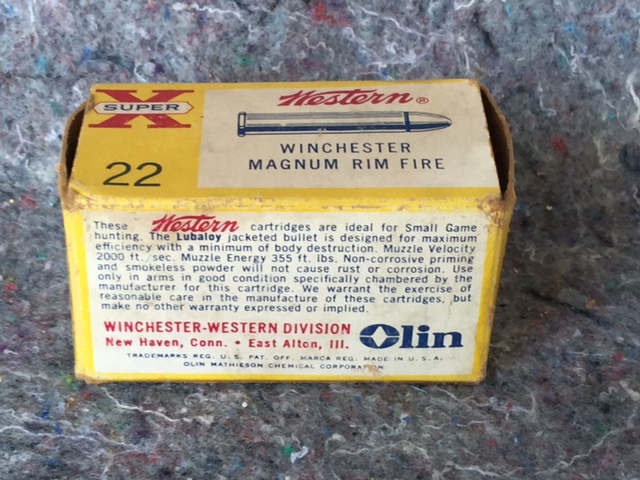 SUPER X
Western®
WINCHESTER
MAGNUM RIM FIRE
22
These Western cartridges are ideal for Small Game
hunting. The Lubaloy jacketed bullet is designed for maximum
efficiency with a minimum of body destruction. Muzzle Velocity
2000 ft./sec. Muzzle Energy 355 ft. lbs. Non-corrosive priming
and smokeless powder will not cause rust or corrosion. Use
only in arms in good condition specifically chambered by the
manufacturer for this cartridge. We warrant the exercise of
reasonable care in the manufacture of these cartridges, but
make no other warranty expressed or implied.
WINCHESTER-WESTERN DIVISION
New Haven, Conn. • East Alton, Ill.
Olin
TRADEMARKS REG. U.S. PAT. OFF. MARCA REG. MADE IN U.S.A.
OLIN MATHIESON CHEMICAL CORPORATION